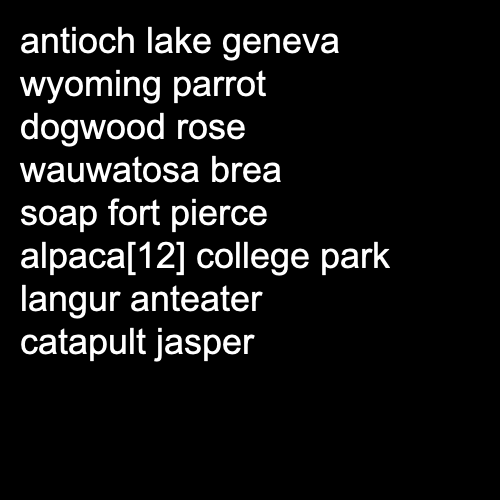 antioch lake geneva
wyoming parrot
dogwood rose
wauwatosa brea
soap fort pierce
alpaca[12] college park
langur anteater
catapult jasper